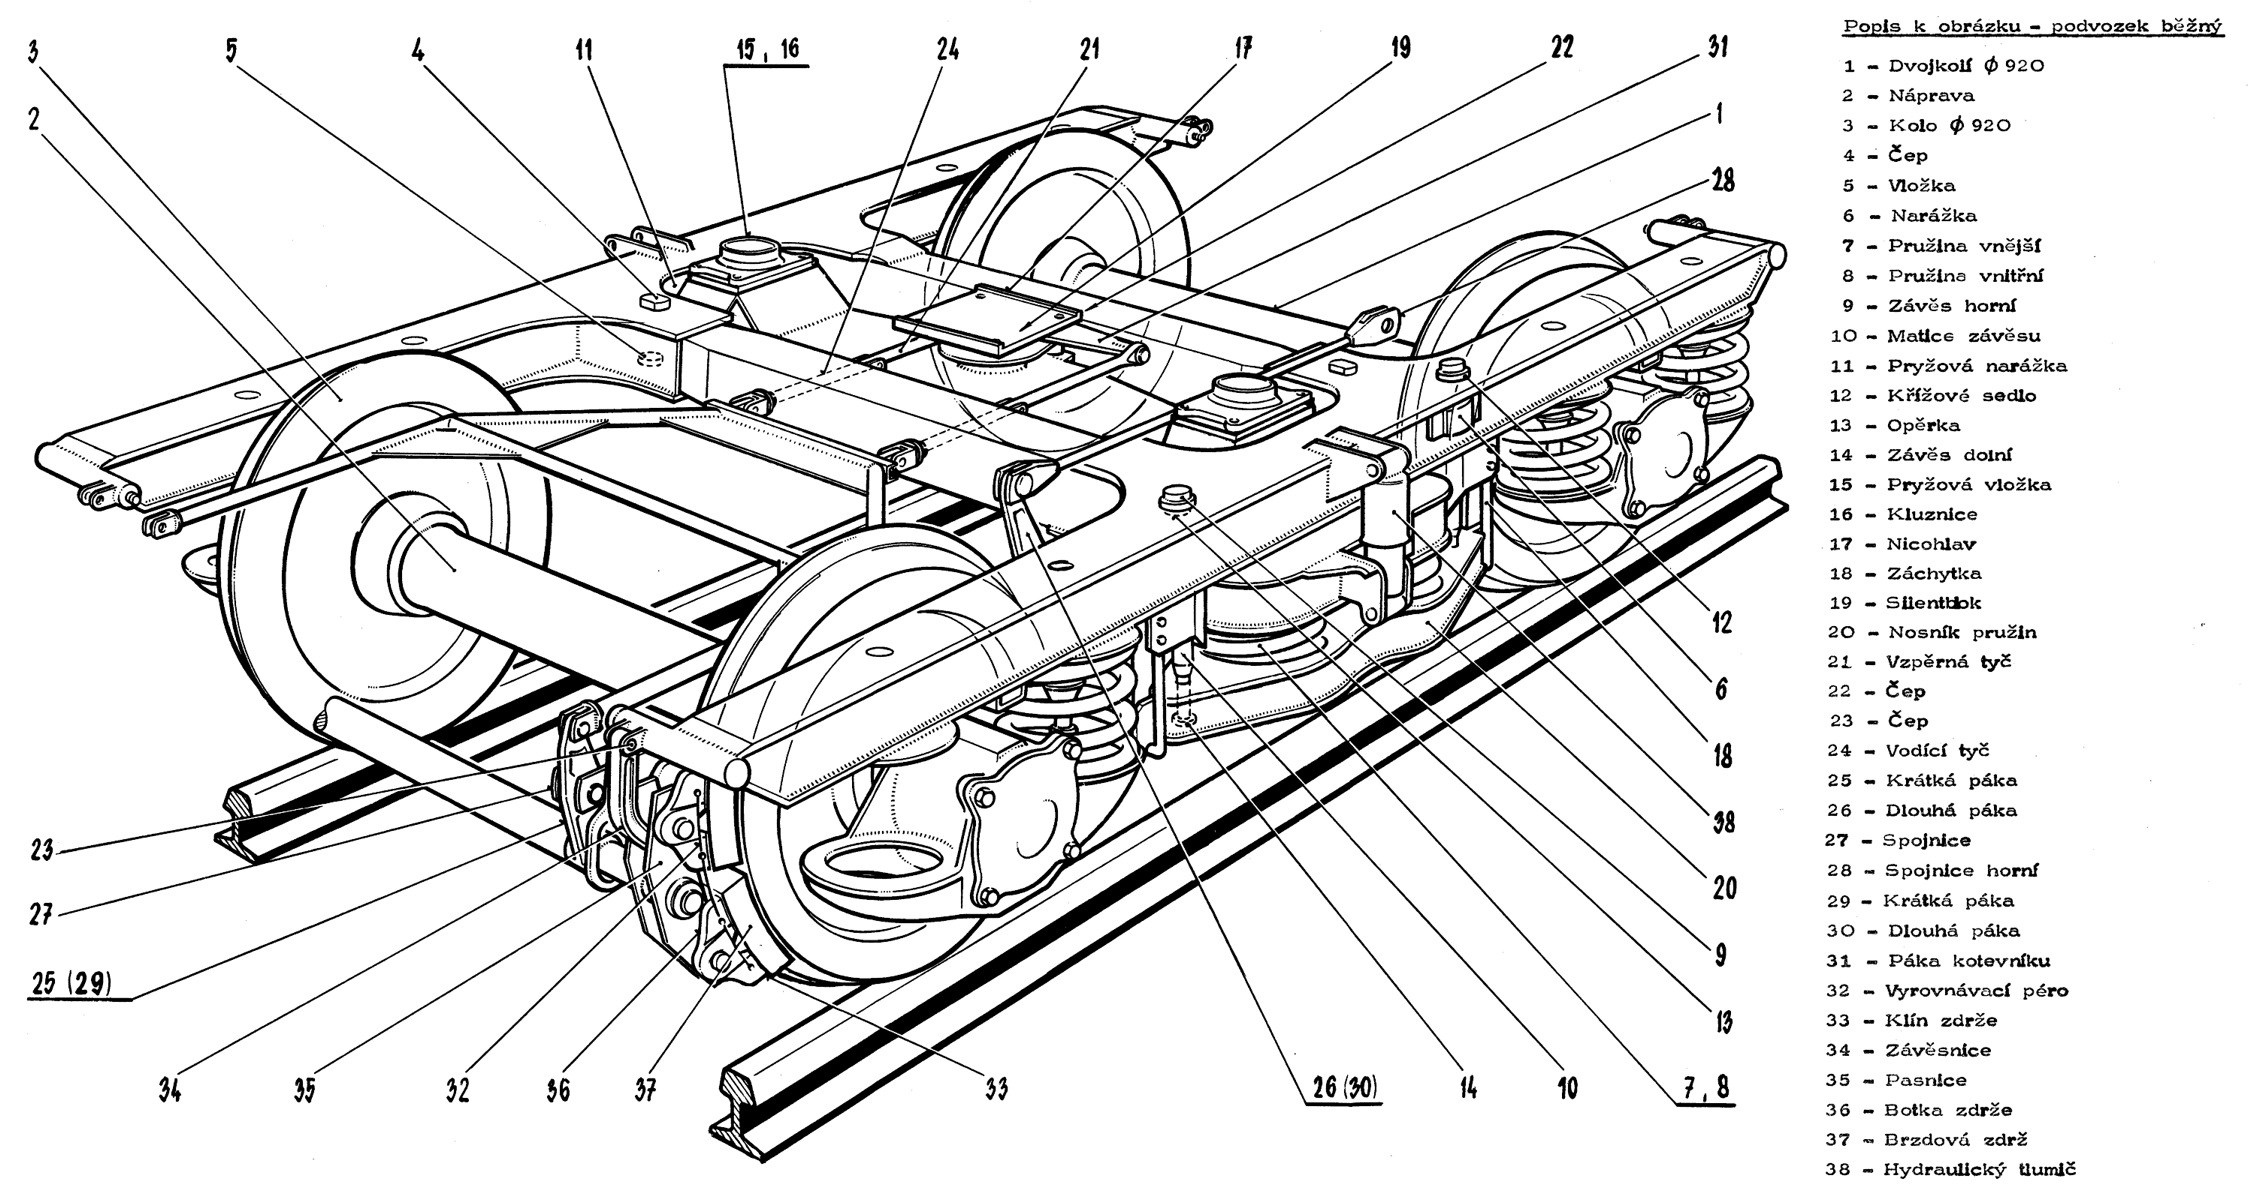 3
5
4
11
15, 16
24
21
17
19
22
31
2
1
28
12
6
18
38
20
9
13
23
27
25 (29)
34
35
32
36
37
33
26 (30)
14
10
7, 8
Popis k obrázku - podvozek běžný
1 - Dvojkolí ϕ 920
2 - Náprava
3 - Kolo ϕ 920
4 - Čep
5 - Vložka
6 - Narážka
7 - Pružina vnější
8 - Pružina vnitřní
9 - Závěs horní
10 - Matice závěsu
11 - Pryžová narážka
12 - Křížové sedlo
13 - Opěrka
14 - Závěs dolní
15 - Pryžová vložka
16 - Kluznice
17 - Nicohlav
18 - Záchytka
19 - Silentblok
20 - Nosník pružin
21 - Vzpěrná tyč
22 - Čep
23 - Čep
24 - Vodící tyč
25 - Krátká páka
26 - Dlouhá páka
27 - Spojnice
28 - Spojnice horní
29 - Krátká páka
30 - Dlouhá páka
31 - Páka kotevníku
32 - Vyrovnávací péro
33 - Klín zdrže
34 - Závěsnice
35 - Pasnice
36 - Botka zdrže
37 - Brzdová zdrž
38 - Hydraulický tlumič